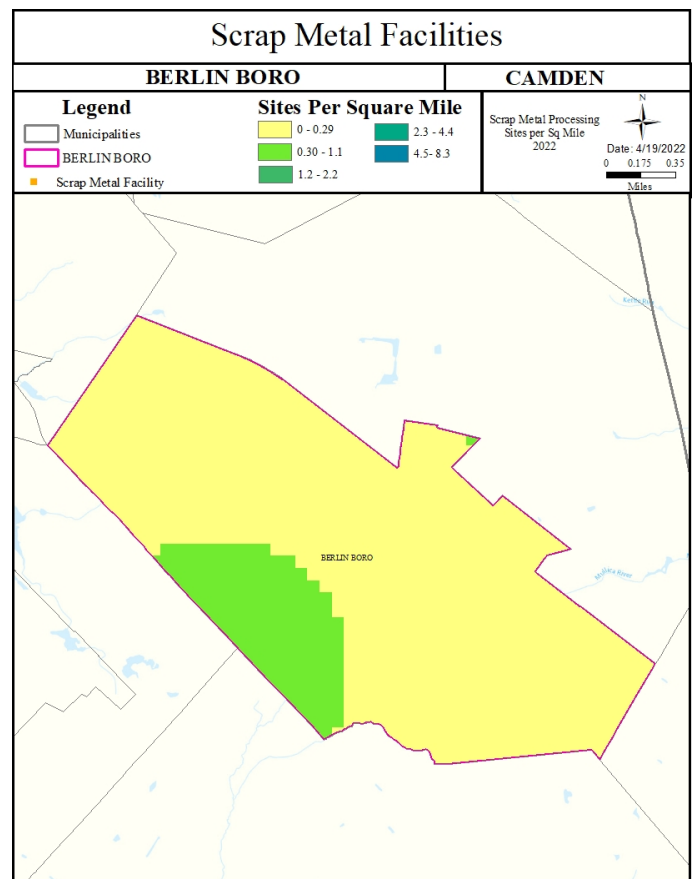 Scrap Metal Facilities
BERLIN BORO
CAMDEN
Legend
Municipalities
BERLIN BORO
Scrap Metal Facility
Sites Per Square Mile
0 - 0.29
0.30 - 1.1
1.2 - 2.2
2.3 - 4.4
4.5- 8.3
Scrap Metal Processing
Sites per Sq Mile
2022
N
Date: 4/19/2022
0 0.175 0.35
Miles
BERLIN BORO
Mullica River